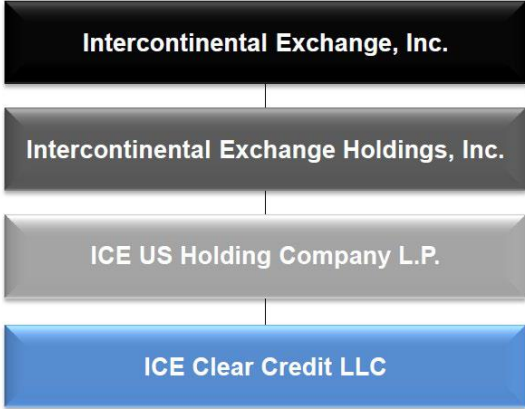 Intercontinental Exchange, Inc.
Intercontinental Exchange Holdings, Inc.
ICE US Holding Company L.P.
ICE Clear Credit LLC